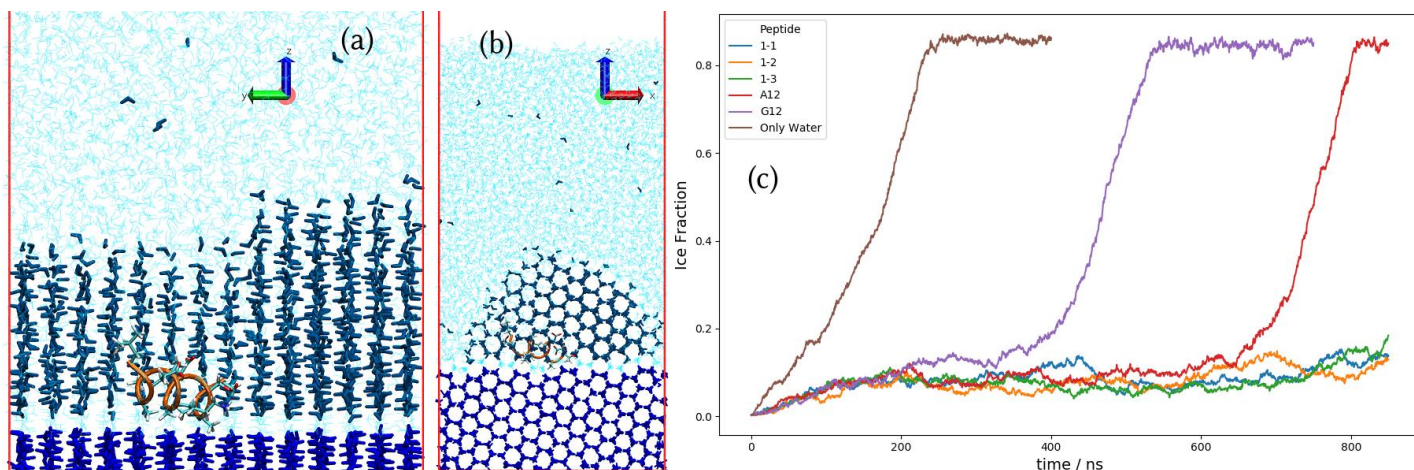 (a)
z
y
(b)
z
x
Peptide
1-1
1-2
1-3
A12
G12
Only Water
(c)
Ice Fraction
0.8
0.6
0.4
0.2
0.0
0
200
400
600
800
time / ns